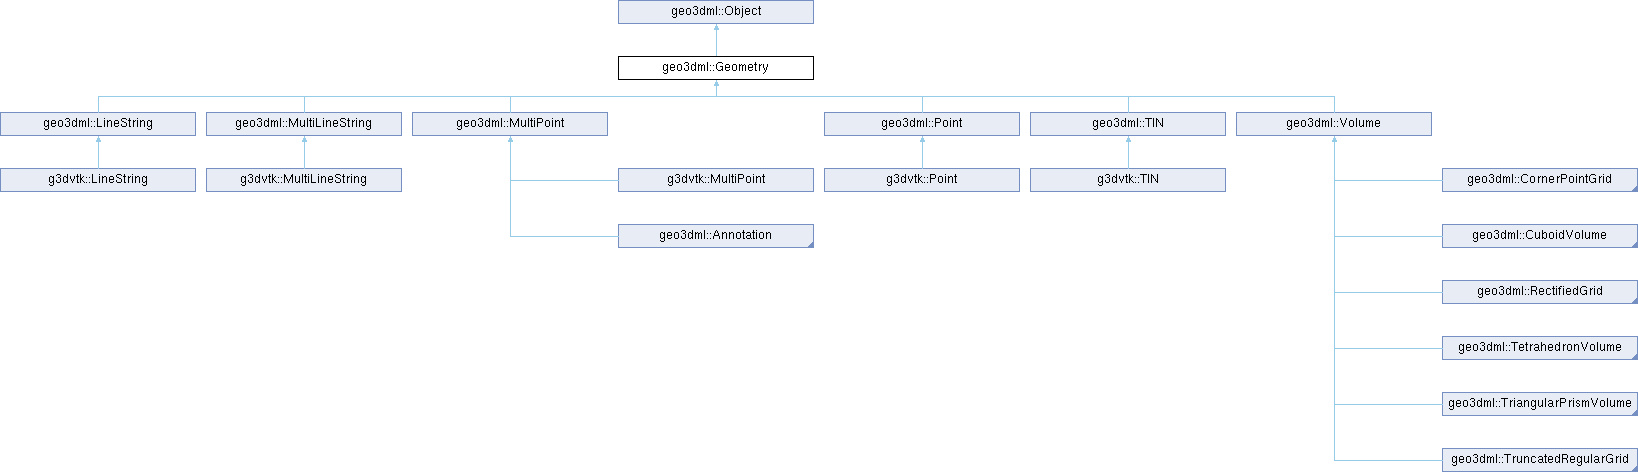 geo3dml::Object
geo3dml::Geometry
geo3dml::LineString
geo3dml::MultiLineString
geo3dml::MultiPoint
geo3dml::Point
geo3dml::TIN
geo3dml::Volume
g3dvtk::LineString
g3dvtk::MultiLineString
g3dvtk::MultiPoint
g3dvtk::Point
g3dvtk::TIN
geo3dml::CornerPointGrid
geo3dml::Annotation
geo3dml::CuboidVolume
geo3dml::RectifiedGrid
geo3dml::TetrahedronVolume
geo3dml::TriangularPrismVolume
geo3dml::TruncatedRegularGrid